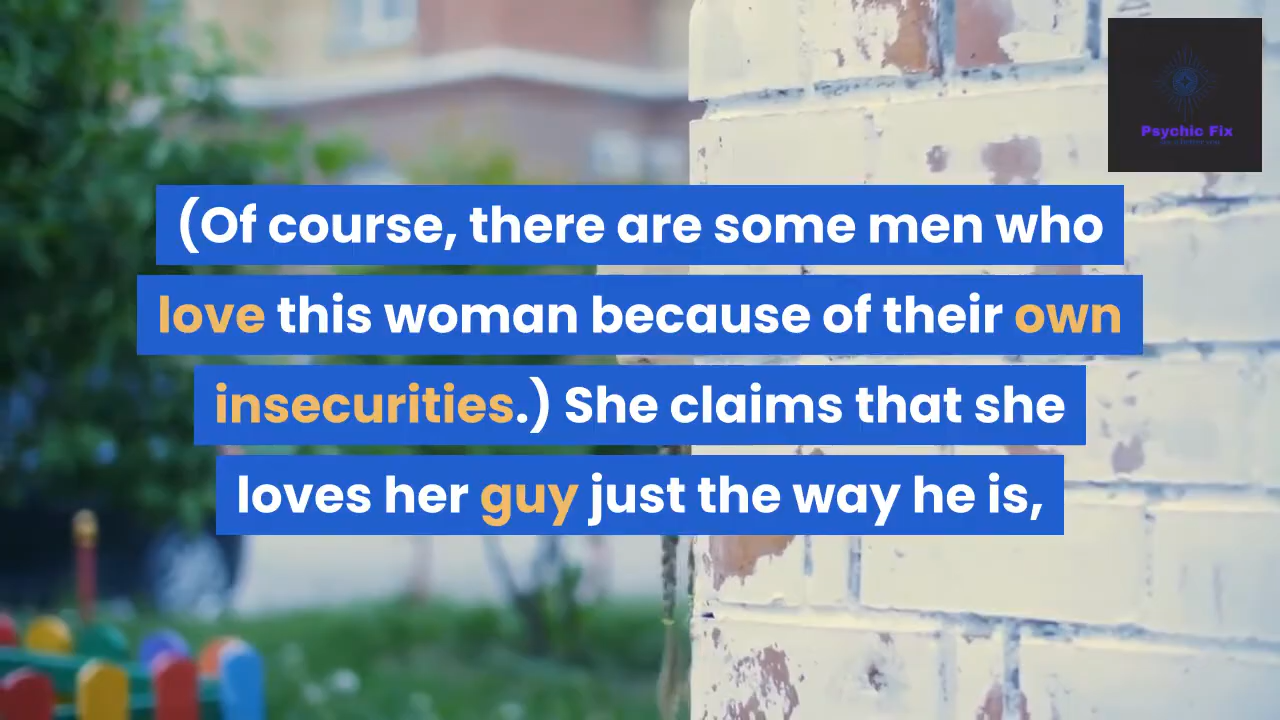 Psychic Fix
(Of course, there are some men who
love this woman because of their own
insecurities.) She claims that she
loves her guy just the way he is,